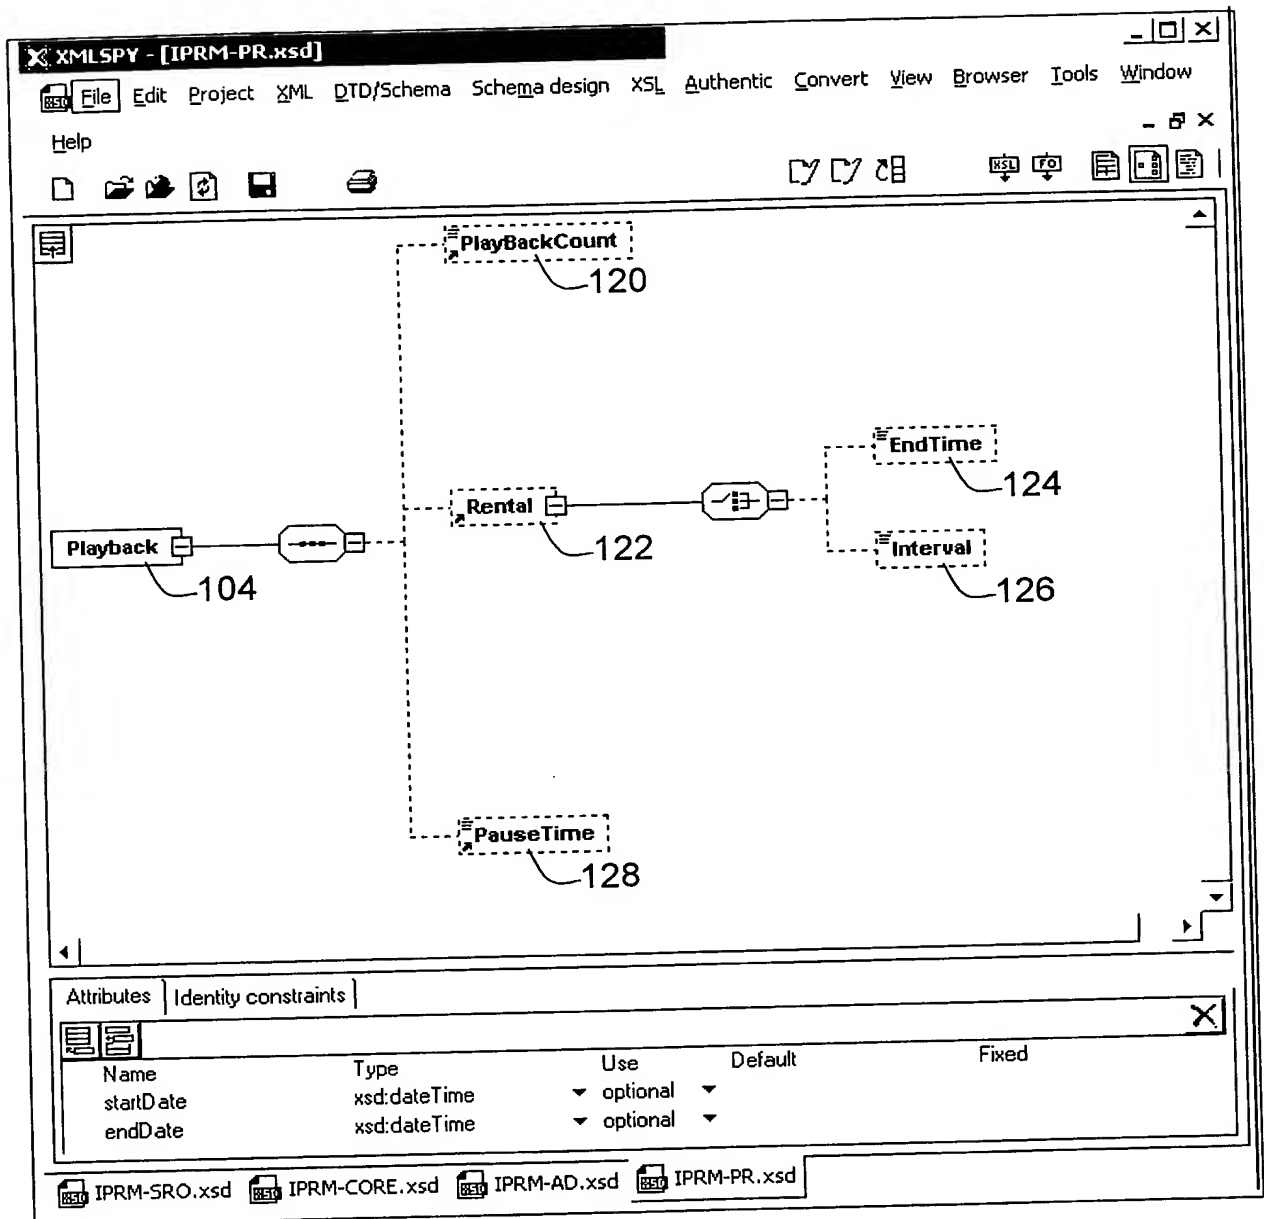 XMLSPY - [IPRM-PR.xsd]
File Edit Project XML DTD/Schema Schema design XSL Authentic Convert View Browser Tools Window
Help
XSL FO
PlayBackCount
120
EndTime
124
Rental
122
Interval
126
Playback
104
PauseTime
128
Attributes Identity constraints
Name Type Use Default Fixed
startDate xsd:dateTime optional
endDate xsd:dateTime optional
IPRM-SRO.xsd IPRM-CORE.xsd IPRM-AD.xsd IPRM-PR.xsd